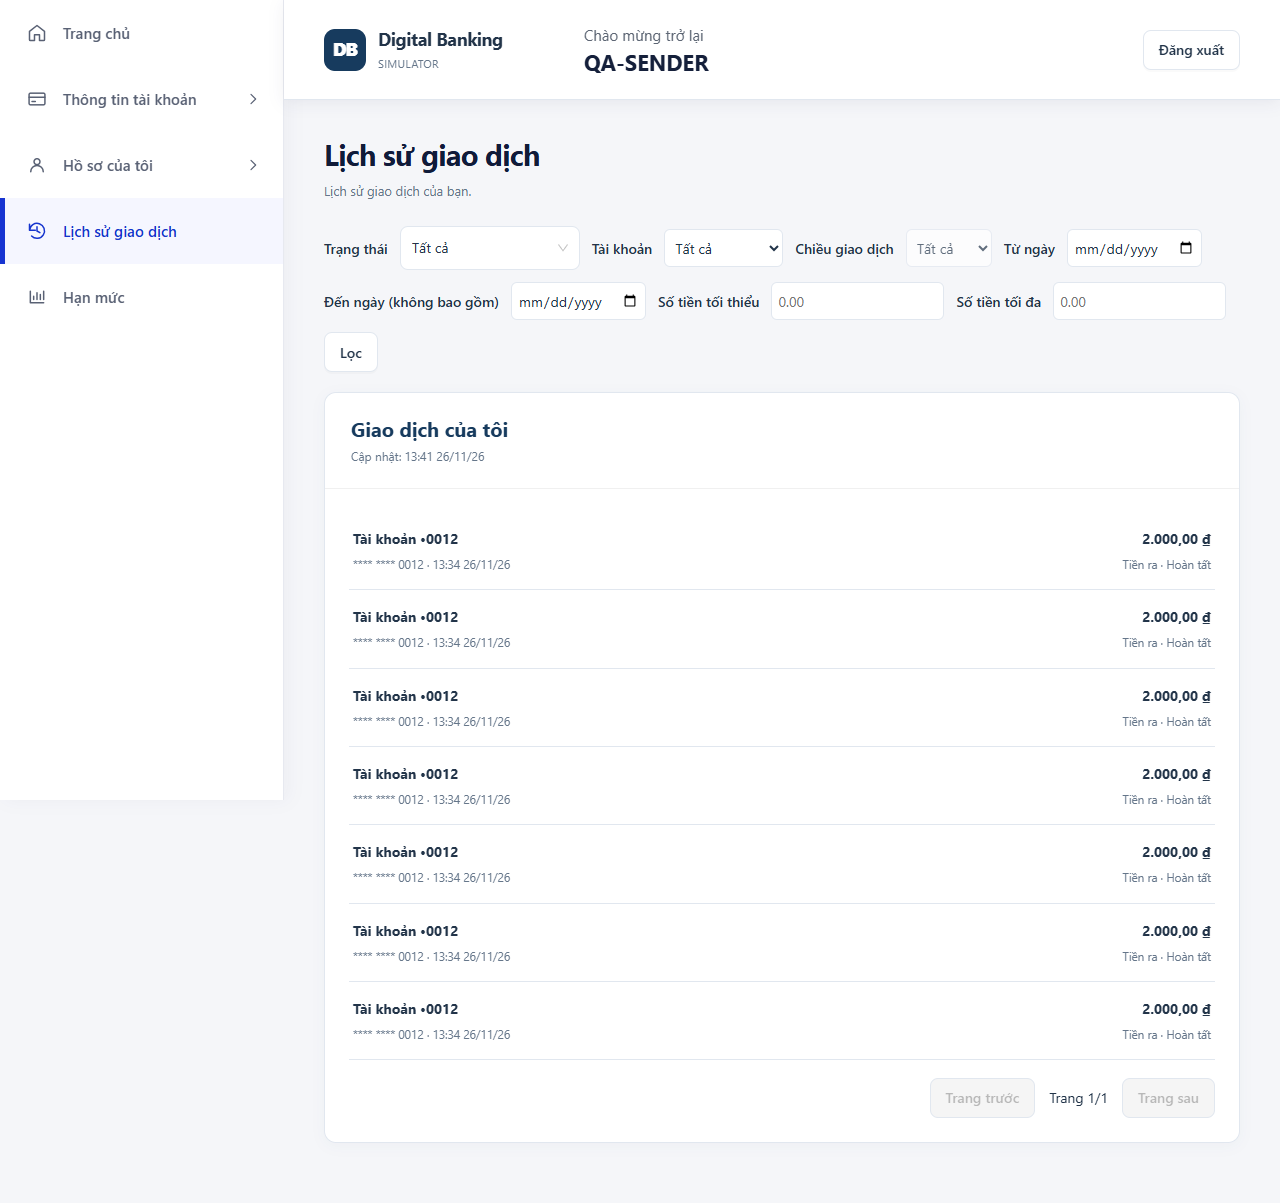 Trang chủ
Thông tin tài khoản
Hồ sơ của tôi
Lịch sử giao dịch
Hạn mức
DB
Digital Banking
SIMULATOR
Chào mừng trở lại
QA-SENDER
Đăng xuất
Lịch sử giao dịch
Lịch sử giao dịch của bạn.
Trạng thái Tất cả Tài khoản Tất cả Chiều giao dịch Tất cả Từ ngày mm/dd/yyyy
Đến ngày (không bao gồm) mm/dd/yyyy Số tiền tối thiểu 0.00 Số tiền tối đa 0.00
Lọc
Giao dịch của tôi
Cập nhật: 13:41 26/11/26
Tài khoản •0012 2.000,00 ₫
**** **** 0012 · 13:34 26/11/26 Tiền ra · Hoàn tất
Tài khoản •0012 2.000,00 ₫
**** **** 0012 · 13:34 26/11/26 Tiền ra · Hoàn tất
Tài khoản •0012 2.000,00 ₫
**** **** 0012 · 13:34 26/11/26 Tiền ra · Hoàn tất
Tài khoản •0012 2.000,00 ₫
**** **** 0012 · 13:34 26/11/26 Tiền ra · Hoàn tất
Tài khoản •0012 2.000,00 ₫
**** **** 0012 · 13:34 26/11/26 Tiền ra · Hoàn tất
Tài khoản •0012 2.000,00 ₫
**** **** 0012 · 13:34 26/11/26 Tiền ra · Hoàn tất
Tài khoản •0012 2.000,00 ₫
**** **** 0012 · 13:34 26/11/26 Tiền ra · Hoàn tất
Trang trước Trang 1/1 Trang sau